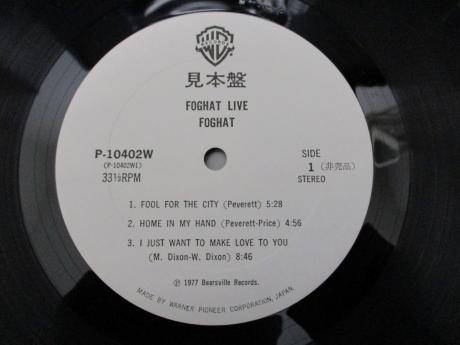 WB
RECORDS
見本盤
FOGHAT LIVE
FOGHAT
P-10402W
(P-10402W1)
33⅓RPM
SIDE
1 (非売品)
STEREO
1. FOOL FOR THE CITY (Peverett) 5:28
2. HOME IN MY HAND (Peverett-Price) 4:56
3. I JUST WANT TO MAKE LOVE TO YOU
(M. Dixon-W. Dixon) 8:46
Ⓟ 1977 Bearsville Records.
MADE BY WARNER PIONEER CORPORATION, JAPAN.